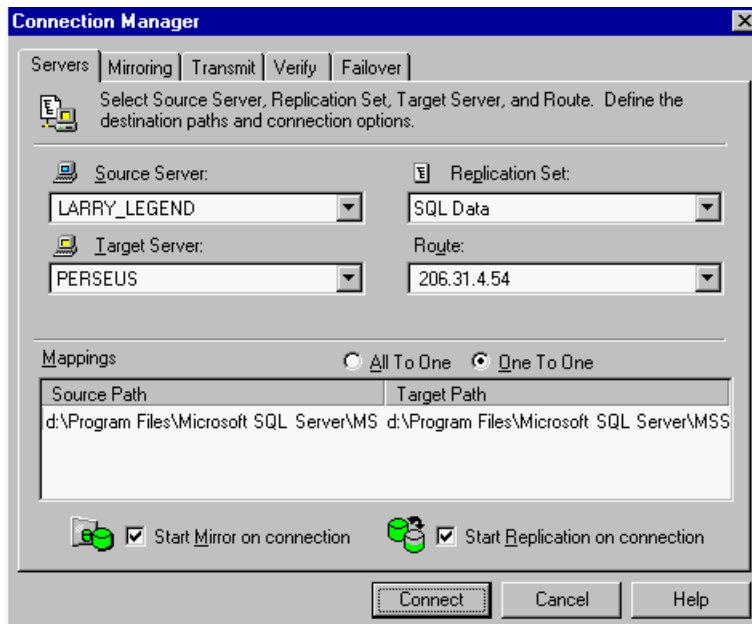 Connection Manager
Servers Mirroring Transmit Verify Failover
Select Source Server, Replication Set, Target Server, and Route. Define the
destination paths and connection options.
Source Server: Replication Set:
LARRY_LEGEND SQL Data
Target Server: Route:
PERSEUS 206.31.4.54
Mappings All To One One To One
Source Path Target Path
d:\Program Files\Microsoft SQL Server\MS d:\Program Files\Microsoft SQL Server\MSS
Start Mirror on connection Start Replication on connection
Connect Cancel Help